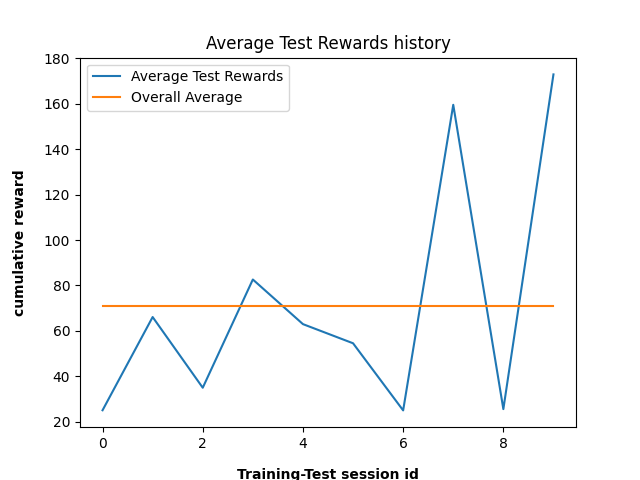 Average Test Rewards history
Average Test Rewards
Overall Average
180
160
140
120
100
80
60
40
20
cumulative reward
0 2 4 6 8
Training-Test session id